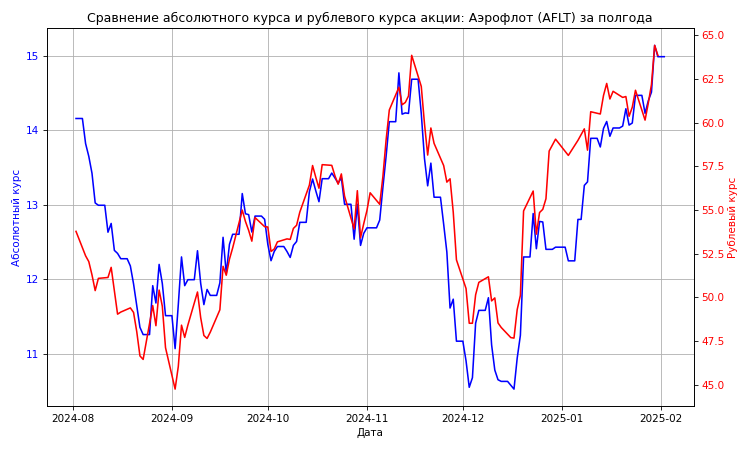 Сравнение абсолютного курса и рублевого курса акции: Аэрофлот (AFLT) за полгода
Абсолютный курс
15
14
13
12
11
65.0
62.5
60.0
57.5
55.0
52.5
50.0
47.5
45.0
Рублевый курс
2024-08 2024-09 2024-10 2024-11 2024-12 2025-01 2025-02
Дата